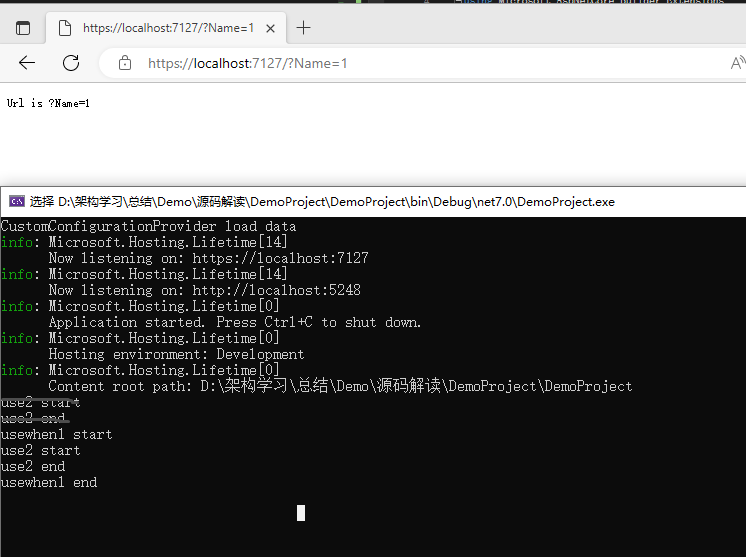 https://localhost:7127/?Name=1
https://localhost:7127/?Name=1
Url is ?Name=1
选择 D:\架构学习\总结\Demo\源码解读\DemoProject\DemoProject\bin\Debug\net7.0\DemoProject.exe
CustomConfigurationProvider load data
info: Microsoft.Hosting.Lifetime[14]
Now listening on: https://localhost:7127
info: Microsoft.Hosting.Lifetime[14]
Now listening on: http://localhost:5248
info: Microsoft.Hosting.Lifetime[0]
Application started. Press Ctrl+C to shut down.
info: Microsoft.Hosting.Lifetime[0]
Hosting environment: Development
info: Microsoft.Hosting.Lifetime[0]
Content root path: D:\架构学习\总结\Demo\源码解读\DemoProject\DemoProject
use2 start
use2 end
usewhen1 start
use2 start
use2 end
usewhen1 end